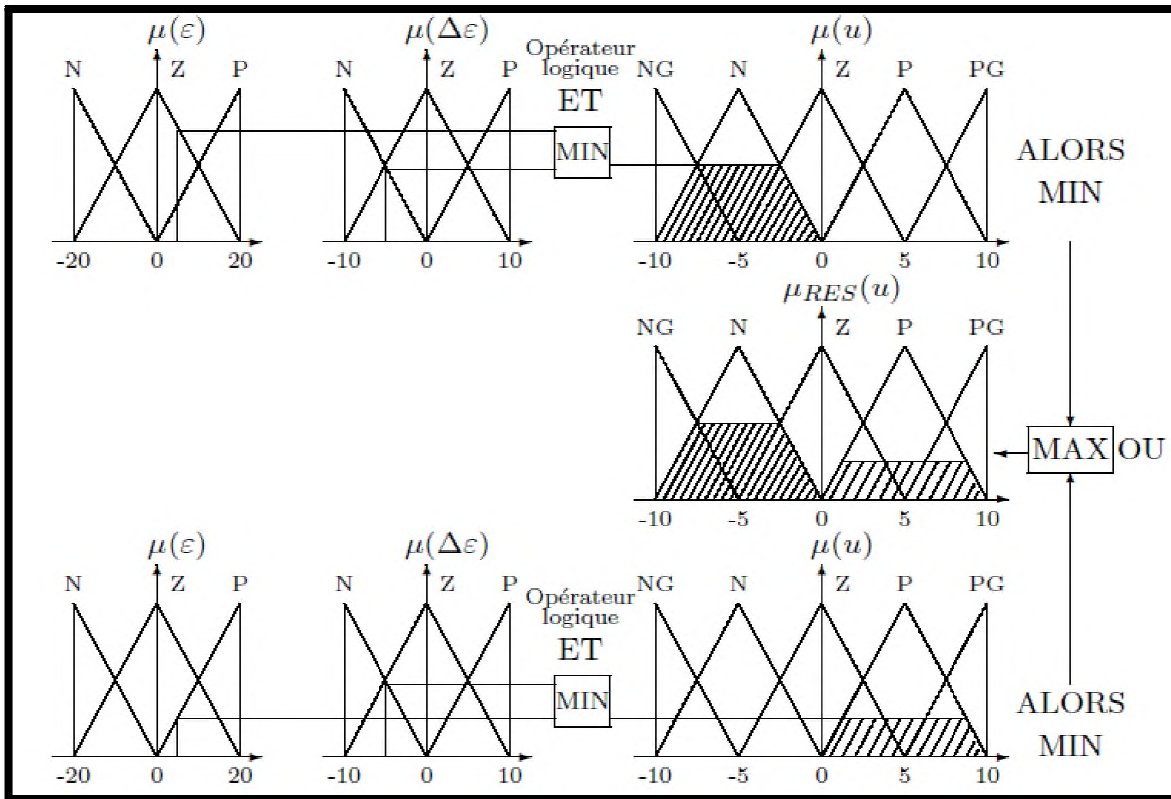 μ(ε) μ(Δε) Opérateur μ(u)
N Z P N Z P logique NG N Z P PG
ET
MIN ALORS
MIN
-20 0 20 -10 0 10 -10 -5 0 5 10
μRES(u)
NG N Z P PG
MAX OU
-10 -5 0 5 10
μ(ε) μ(Δε) Opérateur μ(u)
N Z P N Z P logique NG N Z P PG
ET
MIN ALORS
MIN
-20 0 20 -10 0 10 -10 -5 0 5 10